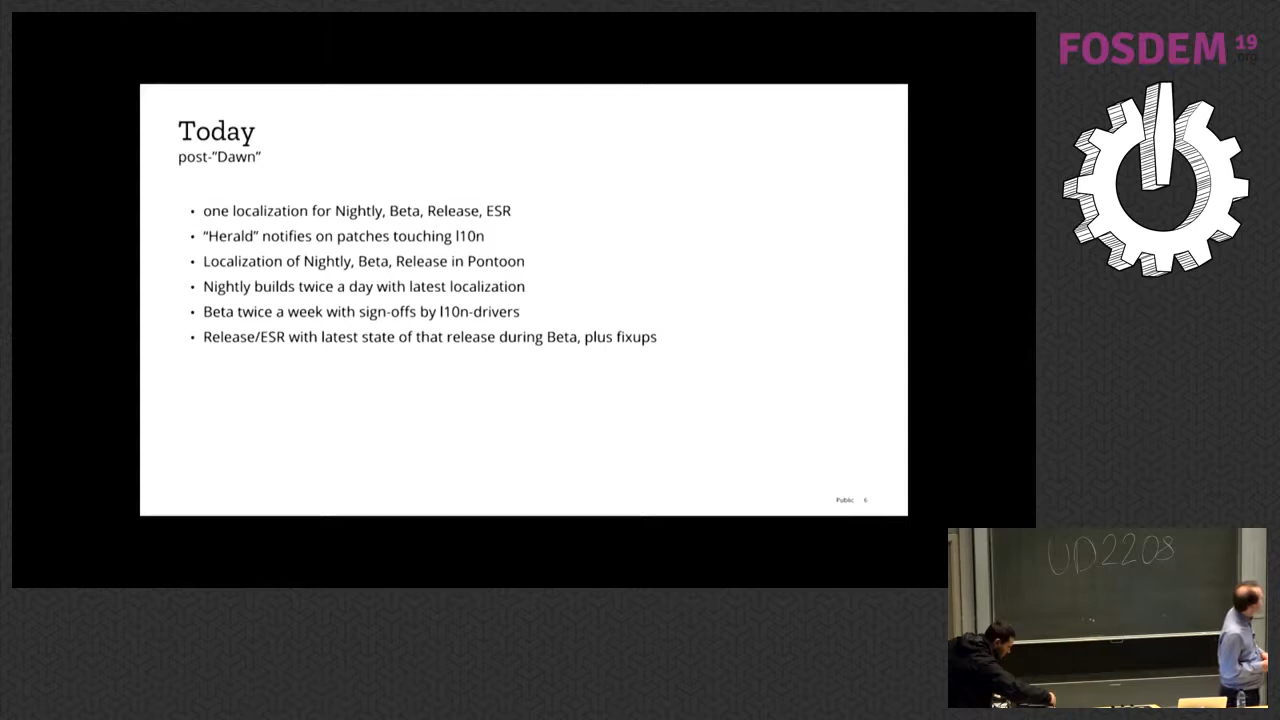 FOSDEM 19
.org
Today
post-”Dawn”
• one localization for Nightly, Beta, Release, ESR
• “Herald” notifies on patches touching l10n
• Localization of Nightly, Beta, Release in Pontoon
• Nightly builds twice a day with latest localization
• Beta twice a week with sign-offs by l10n-drivers
• Release/ESR with latest state of that release during Beta, plus fixups
Public 6
UD2208